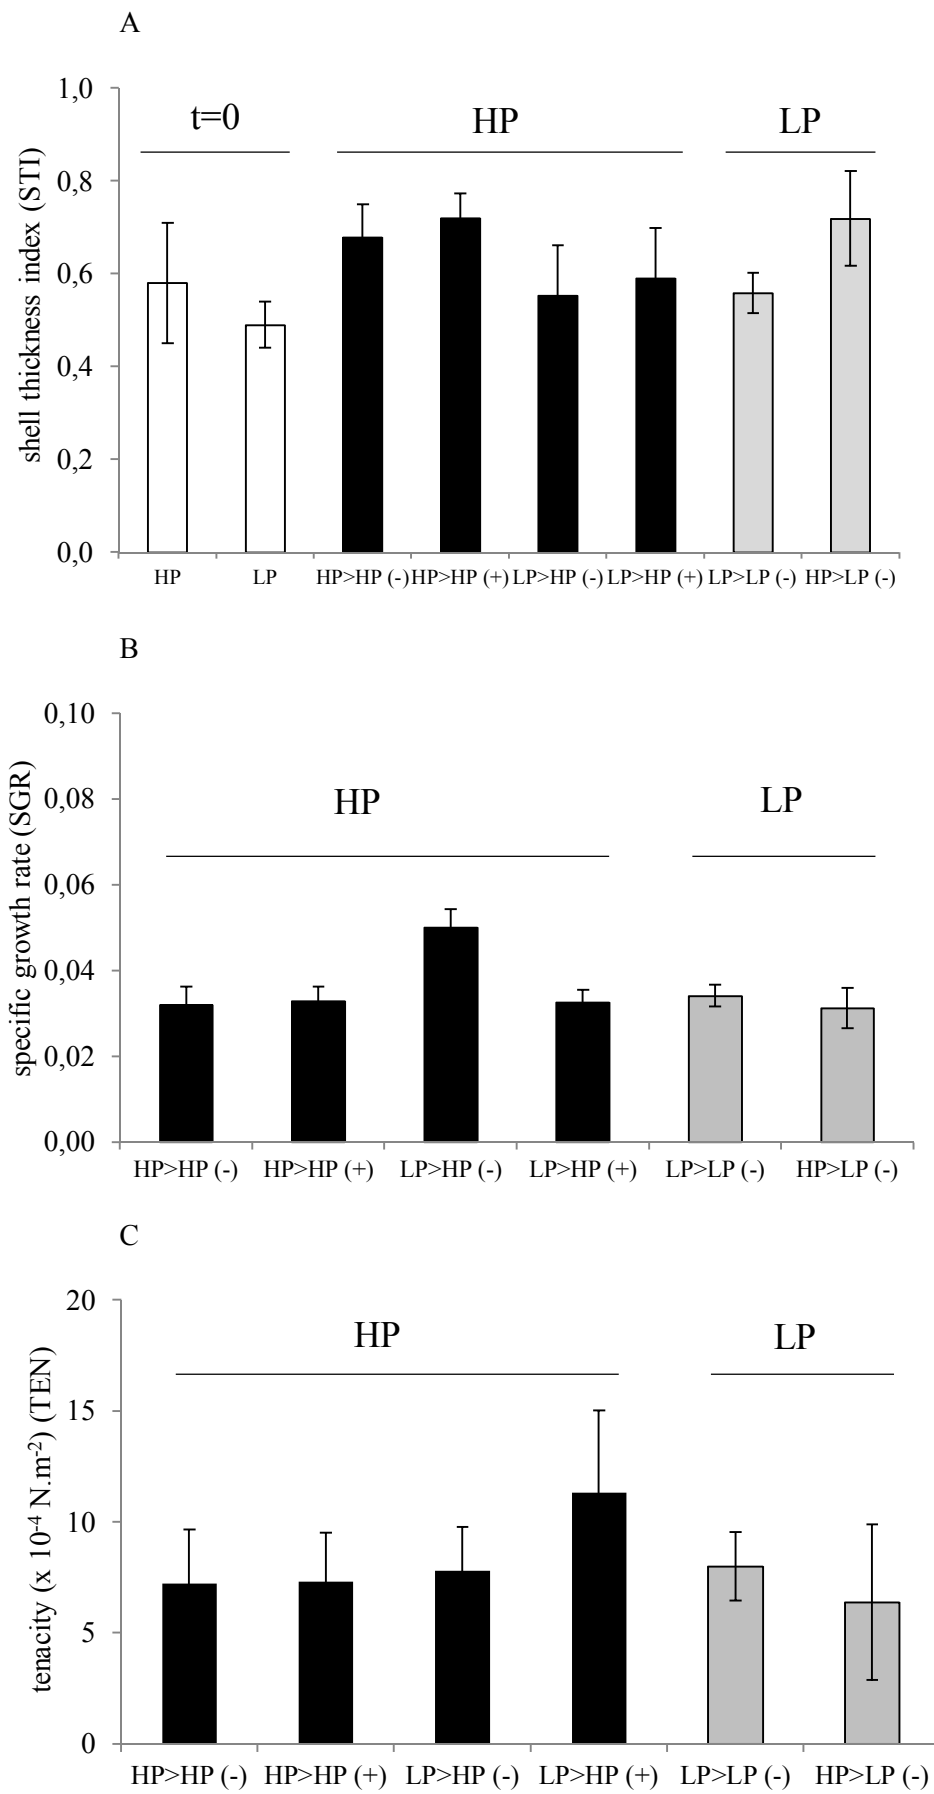 A
t=0 HP LP
1,0
0,8
0,6
0,4
0,2
0,0
shell thickness index (STI)
HP LP HP>HP (-) HP>HP (+) LP>HP (-) LP>HP (+) LP>LP (-) HP>LP (-)
B
HP LP
0,10
0,08
0,06
0,04
0,02
0,00
specific growth rate (SGR)
HP>HP (-) HP>HP (+) LP>HP (-) LP>HP (+) LP>LP (-) HP>LP (-)
C
HP LP
20
15
10
5
0
tenacity (x 10⁻⁴ N.m⁻²) (TEN)
HP>HP (-) HP>HP (+) LP>HP (-) LP>HP (+) LP>LP (-) HP>LP (-)